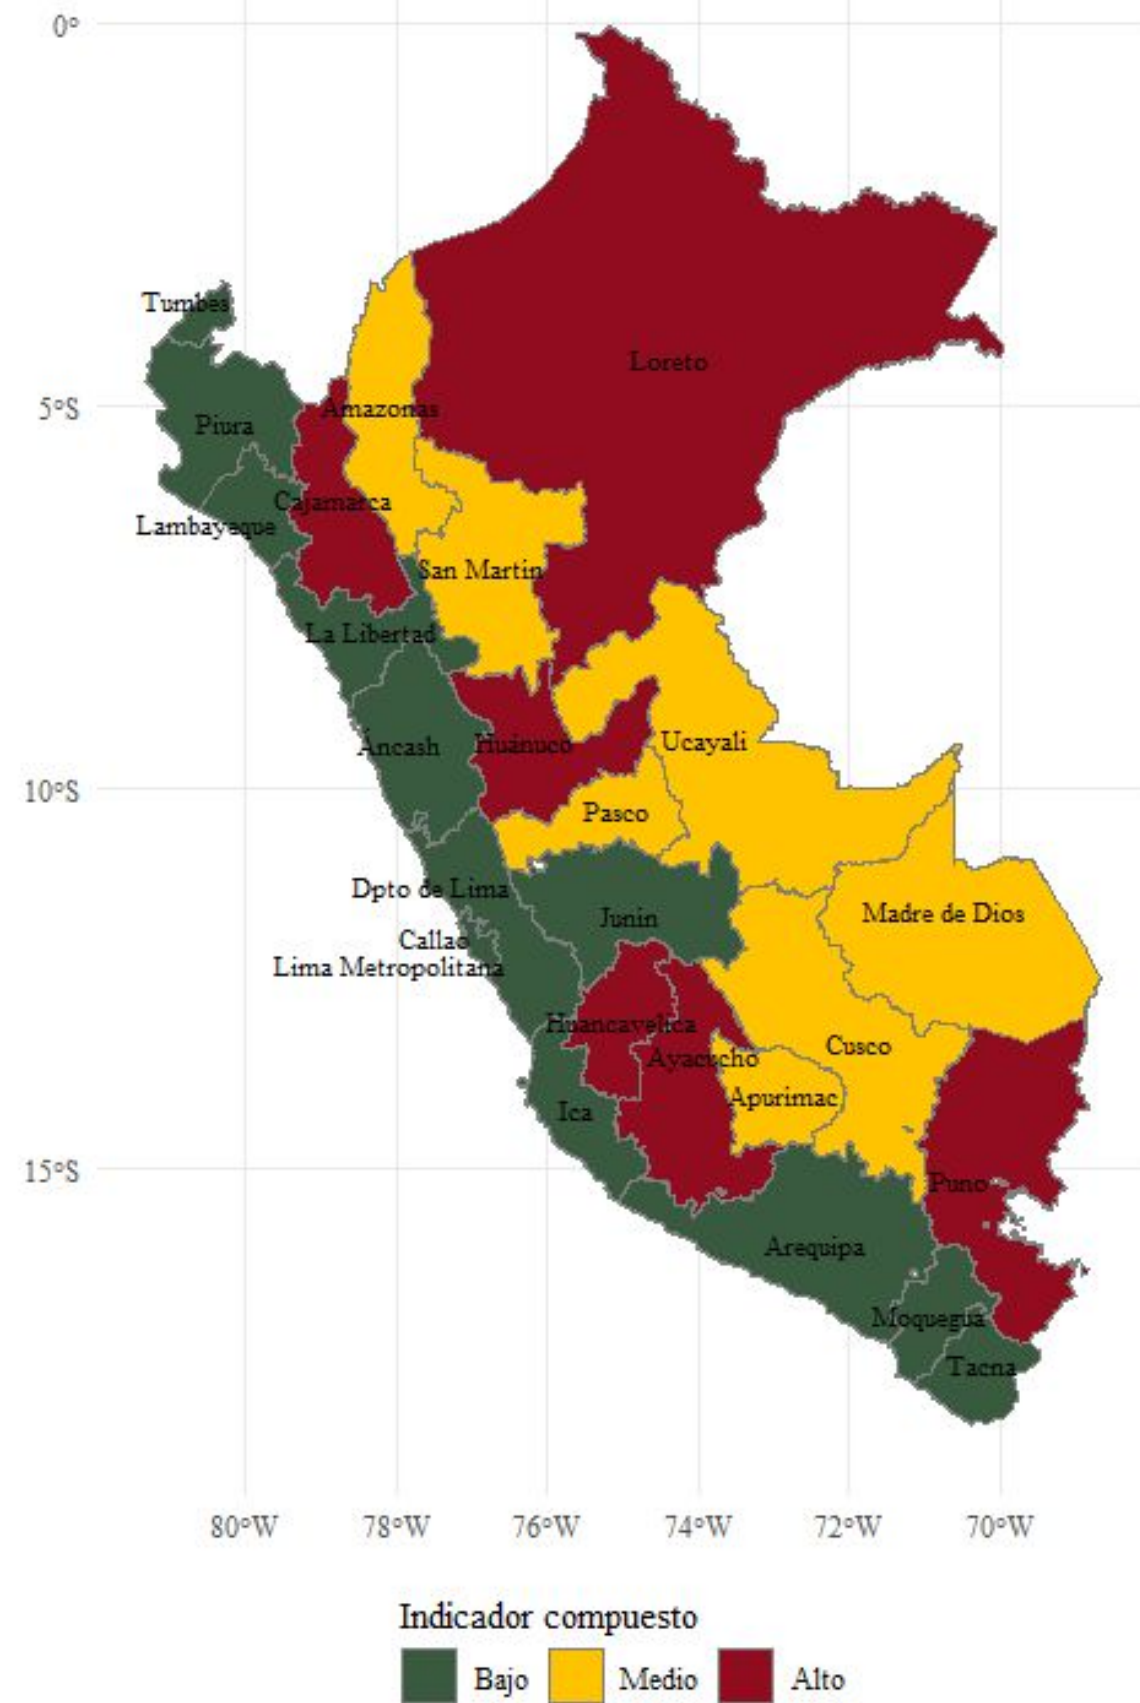 0°
Tumbes
Loreto
5°S
Amazonas
Piura
Cajamarca
Lambayeque
San Martin
La Libertad
Áncash
Huánuco
Ucayali
10°S
Pasco
Dpto de Lima
Junin
Madre de Dios
Callao
Lima Metropolitana
Huancavelica
Cusco
Ayacucho
Apurimac
Ica
15°S
Puno
Arequipa
Moquegua
Tacna
80°W 78°W 76°W 74°W 72°W 70°W
Indicador compuesto
Bajo Medio Alto